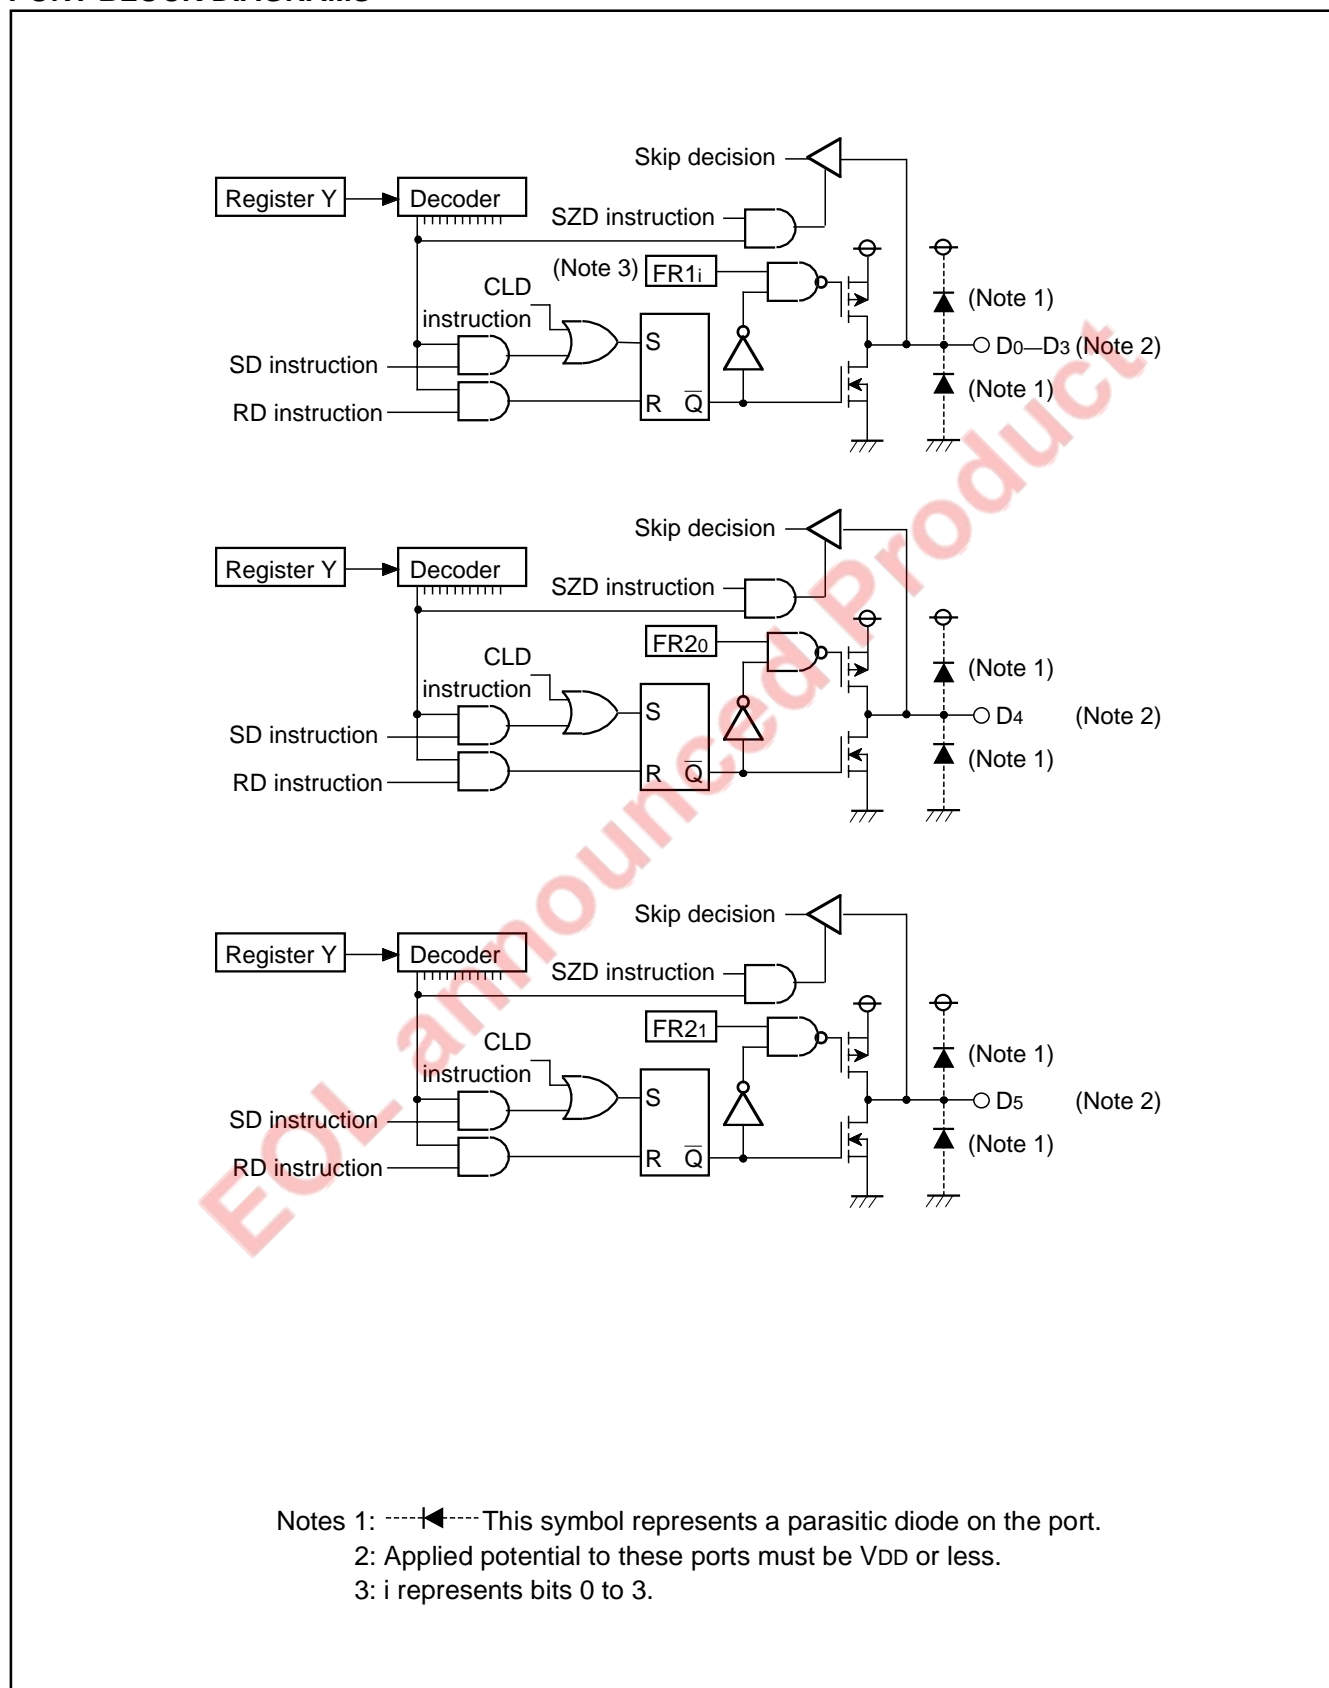 PORT BLOCK DIAGRAMS
Skip decision
Register Y
Decoder
SZD instruction
(Note 3)
FR1i
CLD
instruction
(Note 1)
S
D0—D3 (Note 2)
SD instruction
(Note 1)
R Q
RD instruction
Skip decision
Register Y
Decoder
SZD instruction
FR20
CLD
instruction
(Note 1)
S
D4 (Note 2)
SD instruction
(Note 1)
R Q
RD instruction
Skip decision
Register Y
Decoder
SZD instruction
FR21
CLD
instruction
(Note 1)
S
D5 (Note 2)
SD instruction
(Note 1)
R Q
RD instruction
EOL announced Product
Notes 1: This symbol represents a parasitic diode on the port.
2: Applied potential to these ports must be VDD or less.
3: i represents bits 0 to 3.